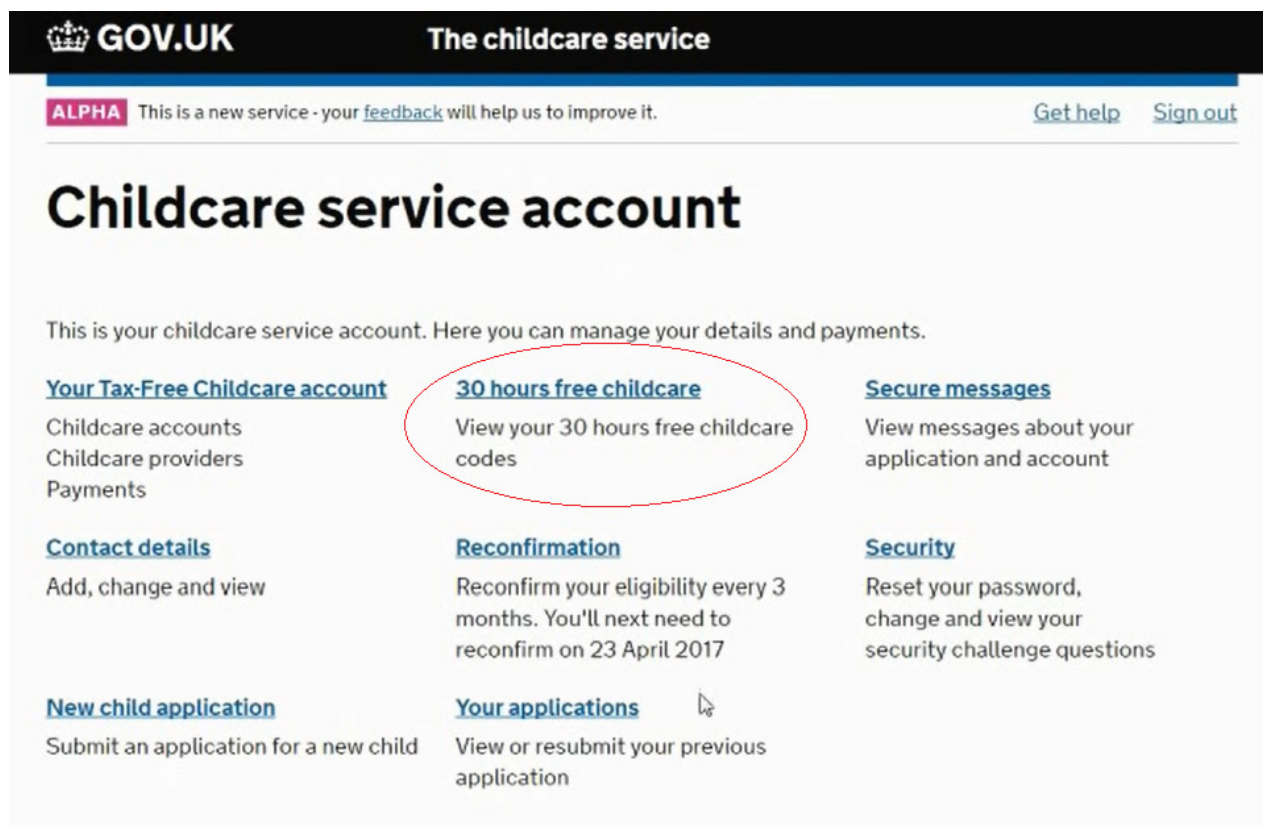 GOV.UK The childcare service
ALPHA This is a new service - your feedback will help us to improve it. Get help Sign out
Childcare service account
This is your childcare service account. Here you can manage your details and payments.
Your Tax-Free Childcare account
Childcare accounts
Childcare providers
Payments
30 hours free childcare
View your 30 hours free childcare
codes
Secure messages
View messages about your
application and account
Contact details
Add, change and view
Reconfirmation
Reconfirm your eligibility every 3
months. You'll next need to
reconfirm on 23 April 2017
Security
Reset your password,
change and view your
security challenge questions
New child application
Submit an application for a new child
Your applications
View or resubmit your previous
application